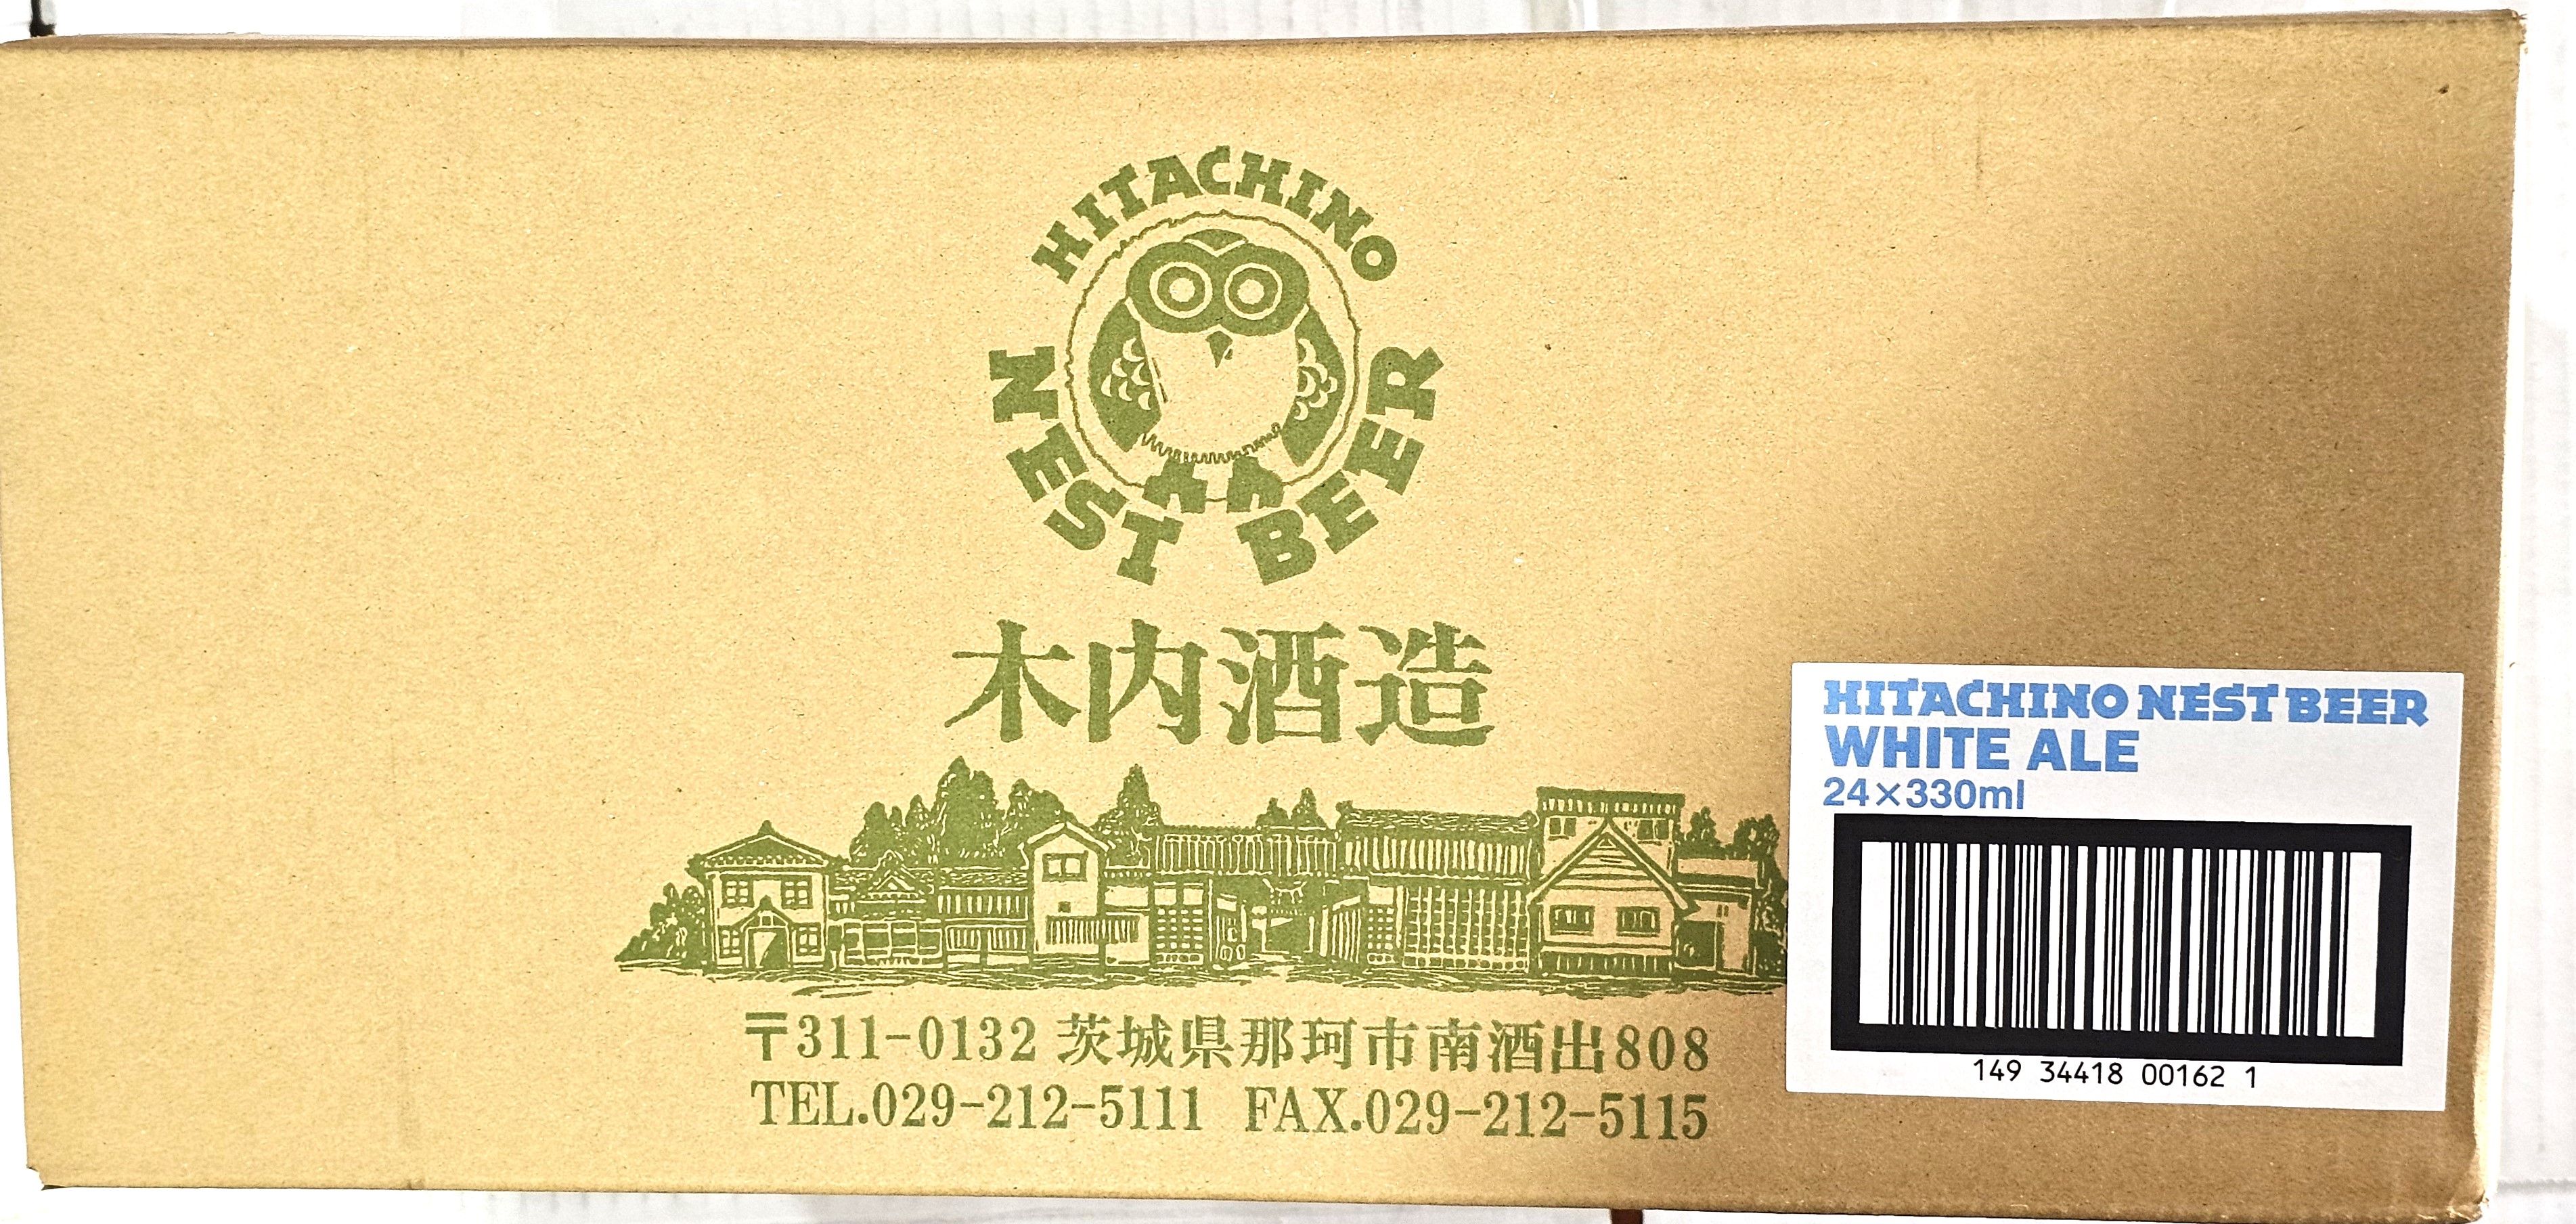 HITACHINO
NEST BEER
木内酒造
〒311-0132 茨城県那珂市南酒出808
TEL.029-212-5111 FAX.029-212-5115
HITACHINO NEST BEER
WHITE ALE
24×330ml
149 34418 00162 1